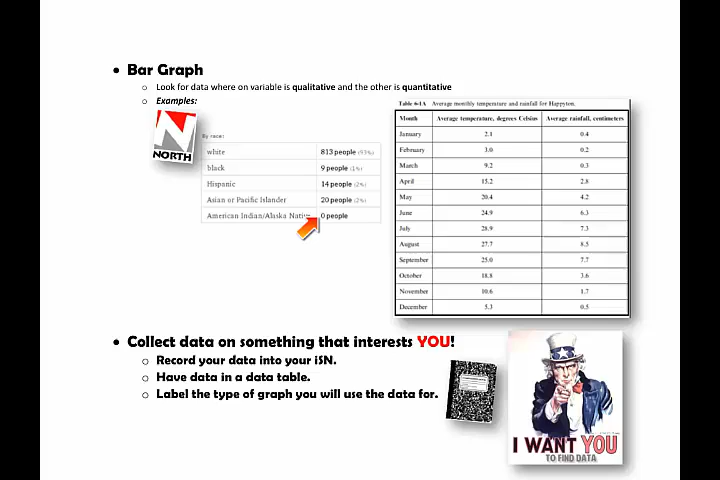 • Bar Graph
o Look for data where on variable is qualitative and the other is quantitative
o Examples:
NORTH
By race:
white 813 people (93%)
black 9 people (1%)
Hispanic 14 people (2%)
Asian or Pacific Islander 20 people (2%)
American Indian/Alaska Native 0 people
Table 6-1A Average monthly temperature and rainfall for Happyton.
Month Average temperature, degrees Celsius Average rainfall, centimeters
January 2.1 0.4
February 3.0 0.2
March 9.2 0.3
April 15.2 2.8
May 20.4 4.2
June 24.9 6.3
July 28.9 7.3
August 27.7 8.5
September 25.0 7.7
October 18.8 3.6
November 10.6 1.7
December 5.3 0.5
• Collect data on something that interests YOU!
o Record your data into your iSN.
o Have data in a data table.
o Label the type of graph you will use the data for.
I WANT YOU
TO FIND DATA